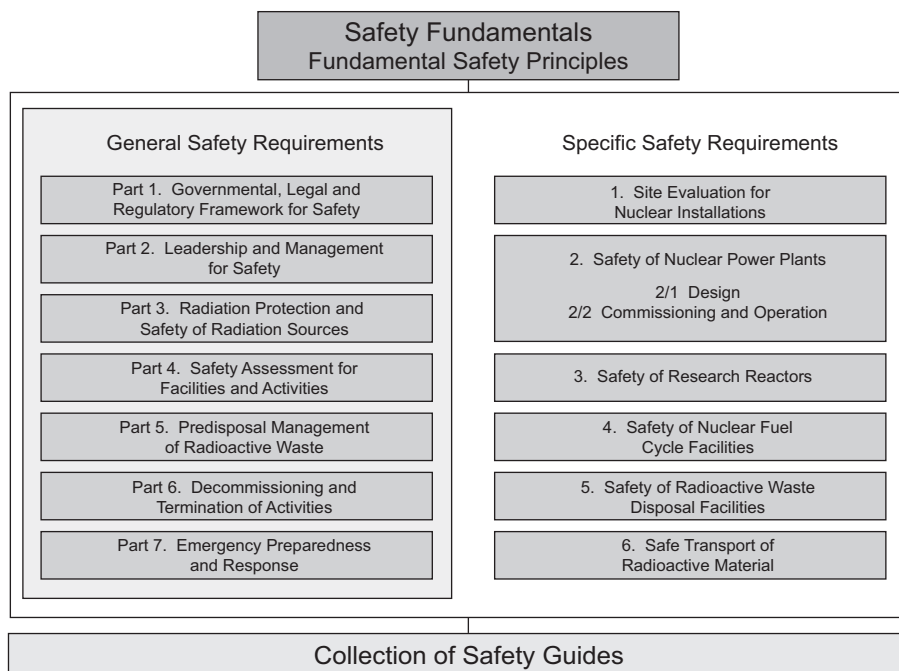 Safety Fundamentals
Fundamental Safety Principles
General Safety Requirements
Part 1. Governmental, Legal and
Regulatory Framework for Safety
Part 2. Leadership and Management
for Safety
Part 3. Radiation Protection and
Safety of Radiation Sources
Part 4. Safety Assessment for
Facilities and Activities
Part 5. Predisposal Management
of Radioactive Waste
Part 6. Decommissioning and
Termination of Activities
Part 7. Emergency Preparedness
and Response
Specific Safety Requirements
1. Site Evaluation for
Nuclear Installations
2. Safety of Nuclear Power Plants
2/1 Design
2/2 Commissioning and Operation
3. Safety of Research Reactors
4. Safety of Nuclear Fuel
Cycle Facilities
5. Safety of Radioactive Waste
Disposal Facilities
6. Safe Transport of
Radioactive Material
Collection of Safety Guides